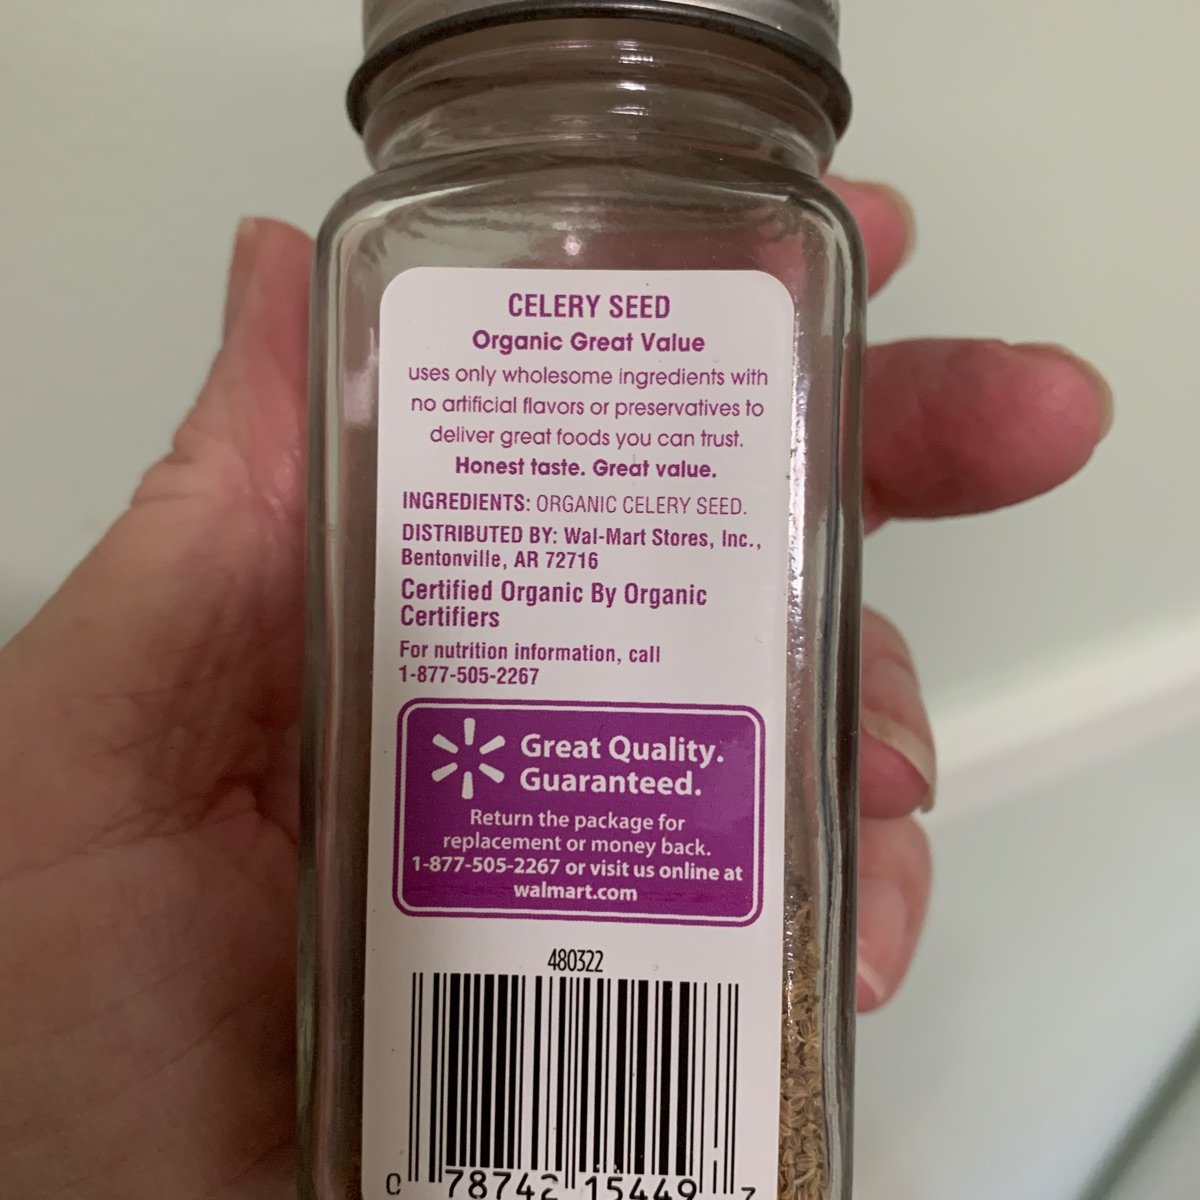 CELERY SEED
Organic Great Value
uses only wholesome ingredients with
no artificial flavors or preservatives to
deliver great foods you can trust.
Honest taste. Great value.
INGREDIENTS: ORGANIC CELERY SEED.
DISTRIBUTED BY: Wal-Mart Stores, Inc.,
Bentonville, AR 72716
Certified Organic By Organic
Certifiers
For nutrition information, call
1-877-505-2267
Great Quality.
Guaranteed.
Return the package for
replacement or money back.
1-877-505-2267 or visit us online at
walmart.com
480322
0 78742 15449 7